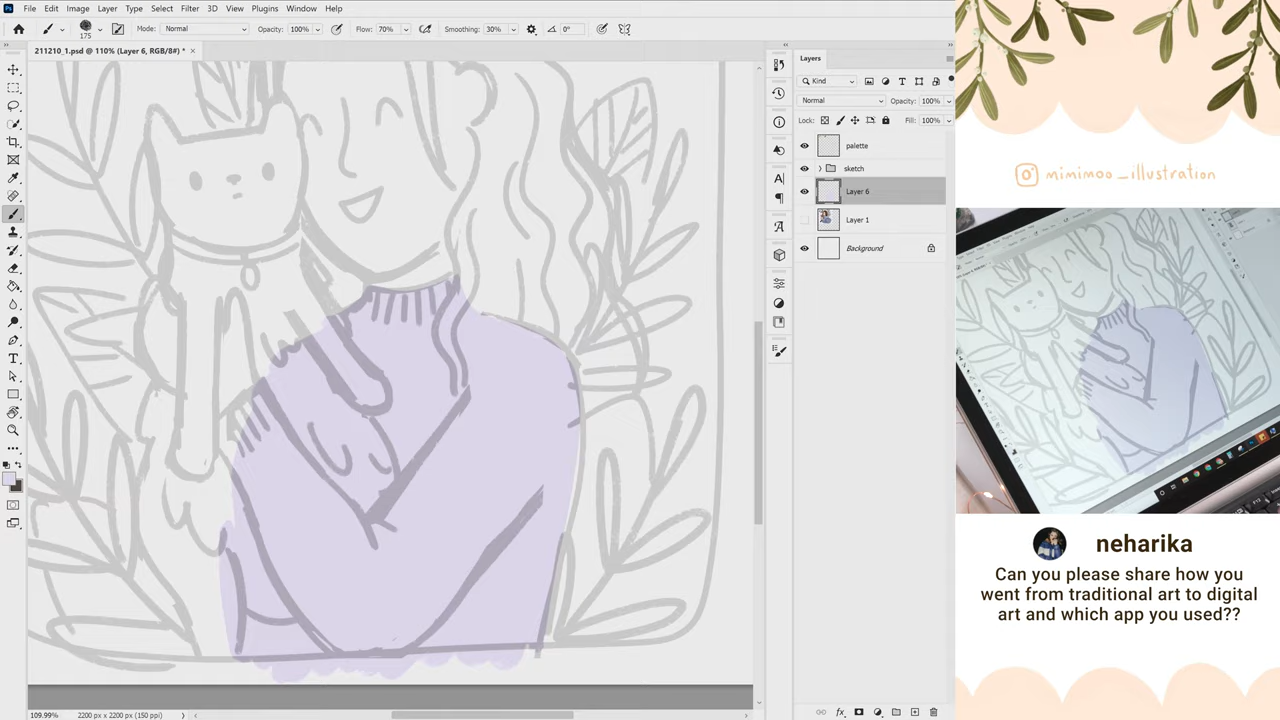 File Edit Image Layer Type Select Filter 3D View Plugins Window Help
175 Mode: Normal Opacity: 100% Flow: 70% Smoothing: 30% 0°
211210_1.psd @ 110% (Layer 6, RGB/8#) *
Layers
Kind
Normal Opacity: 100%
Lock: Fill: 100%
palette
sketch
Layer 6
Layer 1
Background
109.99% 2200 px x 2200 px (150 ppi)
mimimoo_illustration
neharika
Can you please share how you
went from traditional art to digital
art and which app you used??